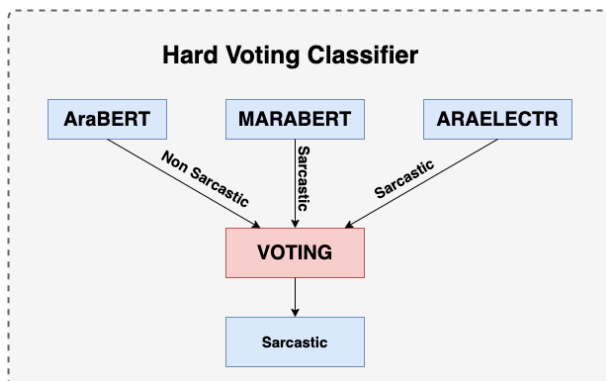 Hard Voting Classifier
AraBERT
MARABERT
ARAELECTR
Non Sarcastic
Sarcastic
Sarcastic
VOTING
Sarcastic